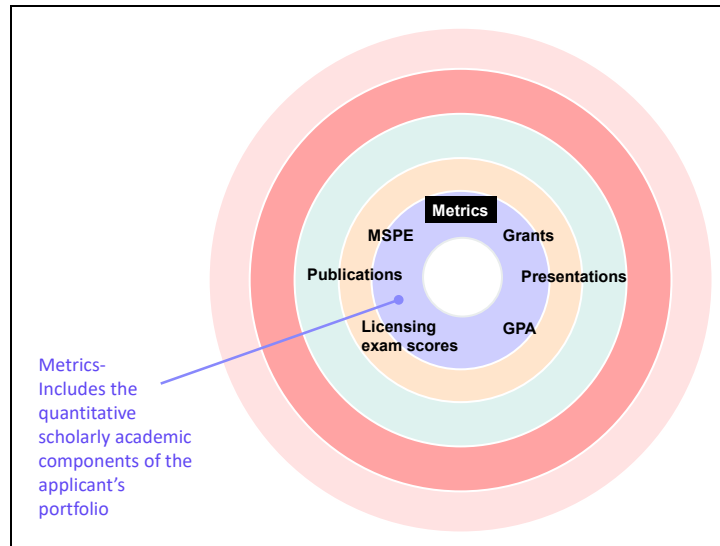 Metrics
MSPE
Grants
Publications
Presentations
Licensing
exam scores
GPA
Metrics-
Includes the
quantitative
scholarly academic
components of the
applicant’s
portfolio